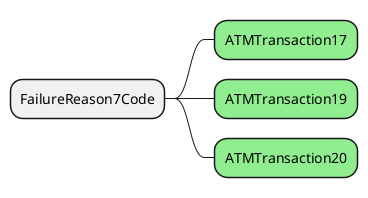 ATMTransaction17
FailureReason7Code
ATMTransaction19
ATMTransaction20